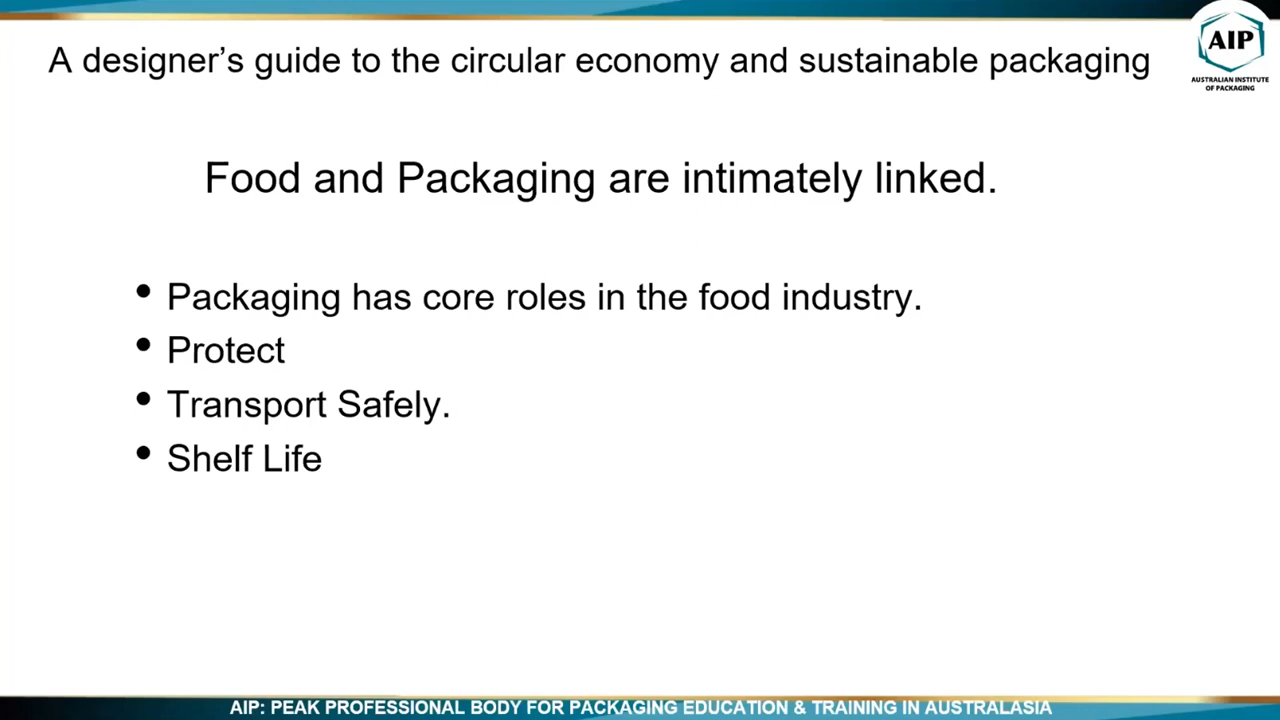 A designer’s guide to the circular economy and sustainable packaging
AIP
AUSTRALIAN INSTITUTE
OF PACKAGING
Food and Packaging are intimately linked.
• Packaging has core roles in the food industry.
• Protect
• Transport Safely.
• Shelf Life
AIP: PEAK PROFESSIONAL BODY FOR PACKAGING EDUCATION & TRAINING IN AUSTRALASIA